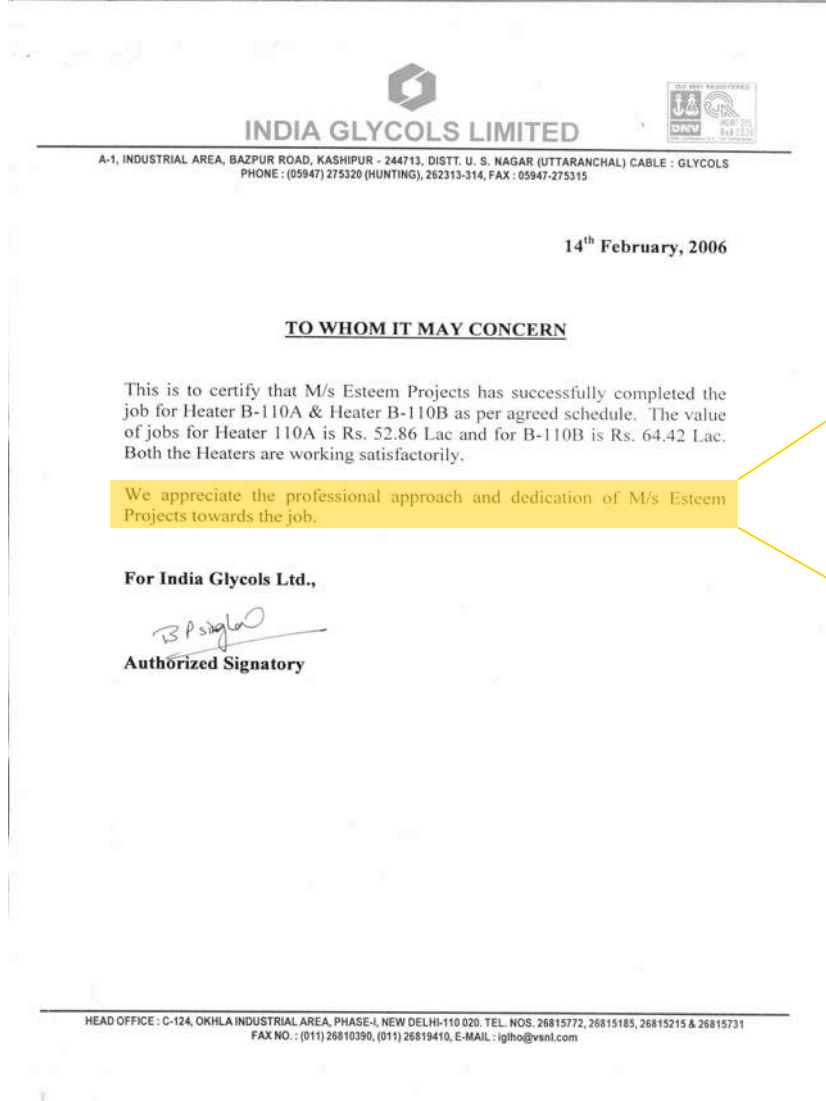 ISO 9001 REGISTERED
DNV
INDIA GLYCOLS LIMITED
A-1, INDUSTRIAL AREA, BAZPUR ROAD, KASHIPUR - 244713, DISTT. U. S. NAGAR (UTTARANCHAL) CABLE : GLYCOLS
PHONE : (05947) 275320 (HUNTING), 262313-314, FAX : 05947-275315
14th February, 2006
TO WHOM IT MAY CONCERN
This is to certify that M/s Esteem Projects has successfully completed the
job for Heater B-110A & Heater B-110B as per agreed schedule. The value
of jobs for Heater 110A is Rs. 52.86 Lac and for B-110B is Rs. 64.42 Lac.
Both the Heaters are working satisfactorily.
We appreciate the professional approach and dedication of M/s Esteem
Projects towards the job.
For India Glycols Ltd.,
B P singla
Authorized Signatory
HEAD OFFICE : C-124, OKHLA INDUSTRIAL AREA, PHASE-I, NEW DELHI-110 020. TEL. NOS. 26815772, 26815185, 26815215 & 26815731
FAX NO. : (011) 26810390, (011) 26819410, E-MAIL : iglho@vsnl.com